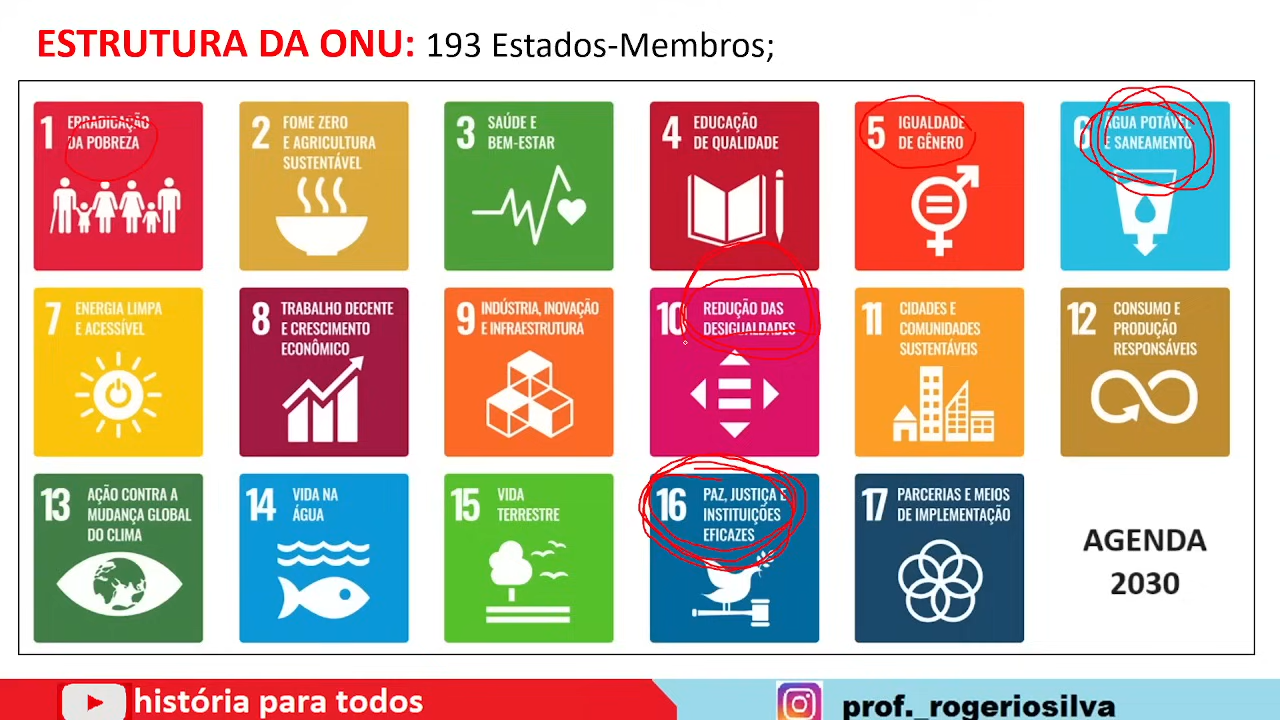 ESTRUTURA DA ONU: 193 Estados-Membros;
1 ERRADICAÇÃO
DA POBREZA
2 FOME ZERO
E AGRICULTURA
SUSTENTÁVEL
3 SAÚDE E
BEM-ESTAR
4 EDUCAÇÃO
DE QUALIDADE
5 IGUALDADE
DE GÊNERO
6 ÁGUA POTÁVEL
E SANEAMENTO
7 ENERGIA LIMPA
E ACESSÍVEL
8 TRABALHO DECENTE
E CRESCIMENTO
ECONÔMICO
9 INDÚSTRIA, INOVAÇÃO
E INFRAESTRUTURA
10 REDUÇÃO DAS
DESIGUALDADES
11 CIDADES E
COMUNIDADES
SUSTENTÁVEIS
12 CONSUMO E
PRODUÇÃO
RESPONSÁVEIS
13 AÇÃO CONTRA A
MUDANÇA GLOBAL
DO CLIMA
14 VIDA NA
ÁGUA
15 VIDA
TERRESTRE
16 PAZ, JUSTIÇA E
INSTITUIÇÕES
EFICAZES
17 PARCERIAS E MEIOS
DE IMPLEMENTAÇÃO
AGENDA
2030
história para todos
prof._rogeriosilva